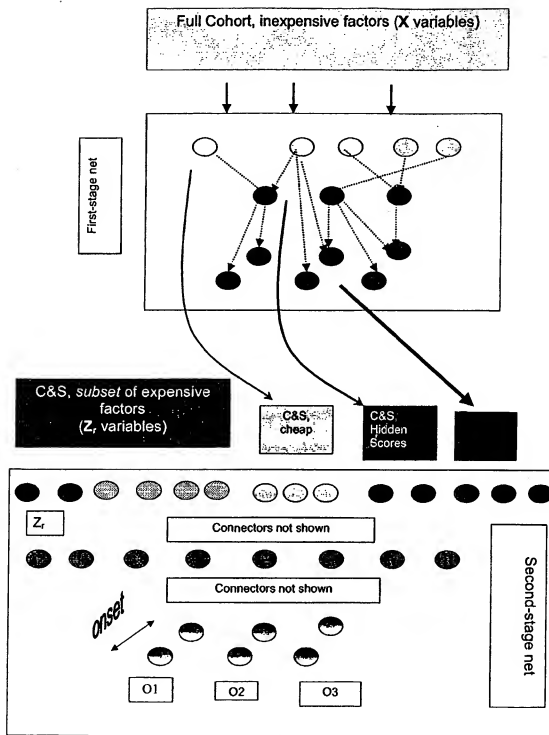 Full Cohort, inexpensive factors (X variables)
First-stage net
C&S, subset of expensive
factors
(Zr variables)
C&S,
cheap
C&S,
Hidden
Scores
Zr
Connectors not shown
Connectors not shown
onset
O1
O2
O3
Second-stage net